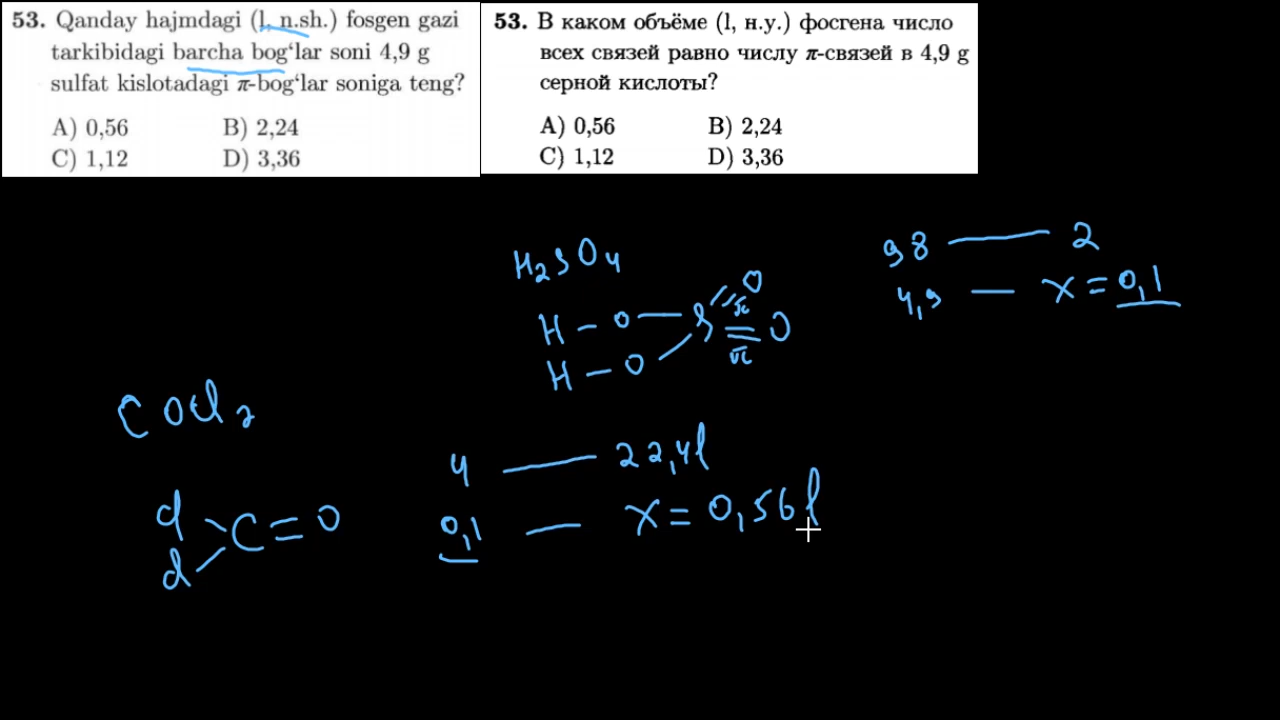 53. Qanday hajmdagi (l, n.sh.) fosgen gazi
tarkibidagi barcha bog‘lar soni 4,9 g
sulfat kislotadagi π-bog‘lar soniga teng?
A) 0,56 B) 2,24
C) 1,12 D) 3,36
53. В каком объёме (l, н.у.) фосгена число
всех связей равно числу π-связей в 4,9 g
серной кислоты?
A) 0,56 B) 2,24
C) 1,12 D) 3,36
H2SO4
H – O — S = O
π
= O
π
H – O
98 — 2
4,9 — x = 0,1
COCl2
Cl
C = O
Cl
4 — 22,4l
0,1 — x = 0,56l